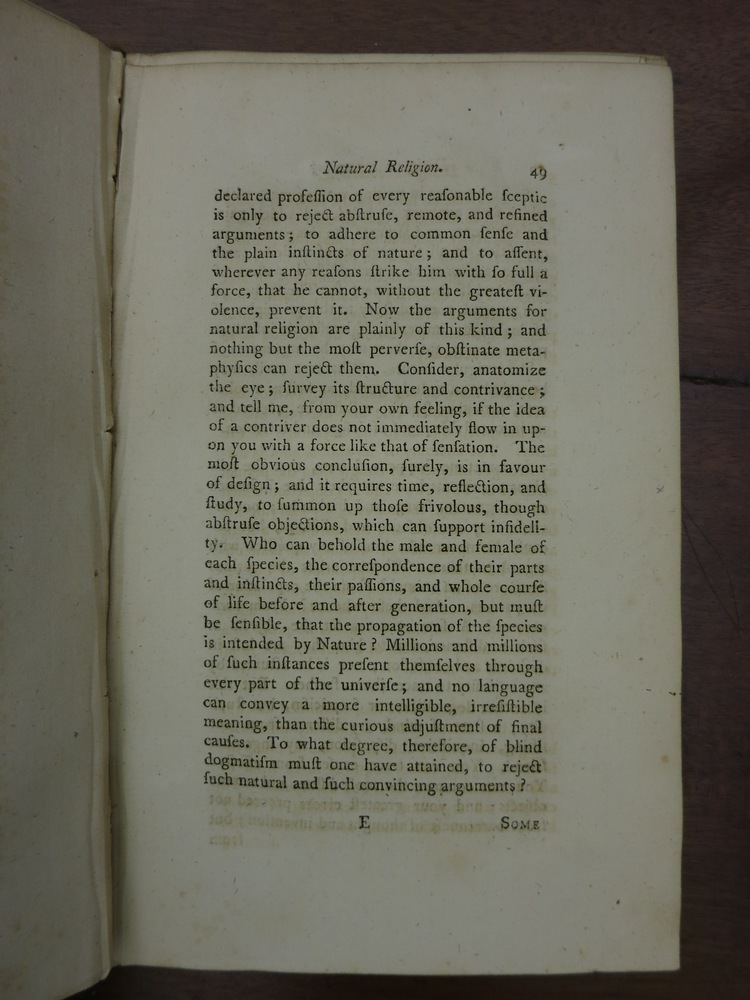 Natural Religion. 49
declared profeſſion of every reaſonable ſceptic
is only to reject abſtruſe, remote, and refined
arguments; to adhere to common ſenſe and
the plain inſtincts of nature; and to aſſent,
wherever any reaſons ſtrike him with ſo full a
force, that he cannot, without the greateſt vi-
olence, prevent it. Now the arguments for
natural religion are plainly of this kind; and
nothing but the moſt perverſe, obſtinate meta-
phyſics can reject them. Conſider, anatomize
the eye; ſurvey its ſtructure and contrivance;
and tell me, from your own feeling, if the idea
of a contriver does not immediately flow in up-
on you with a force like that of ſenſation. The
moſt obvious concluſion, ſurely, is in favour
of deſign; and it requires time, reflection, and
ſtudy, to ſummon up thoſe frivolous, though
abſtruſe objections, which can ſupport infideli-
ty. Who can behold the male and female of
each ſpecies, the correſpondence of their parts
and inſtincts, their paſſions, and whole courſe
of life before and after generation, but muſt
be ſenſible, that the propagation of the ſpecies
is intended by Nature? Millions and millions
of ſuch inſtances preſent themſelves through
every part of the univerſe; and no language
can convey a more intelligible, irreſiſtible
meaning, than the curious adjuſtment of final
cauſes. To what degree, therefore, of blind
dogmatiſm muſt one have attained, to reject
ſuch natural and ſuch convincing arguments?
E SOME